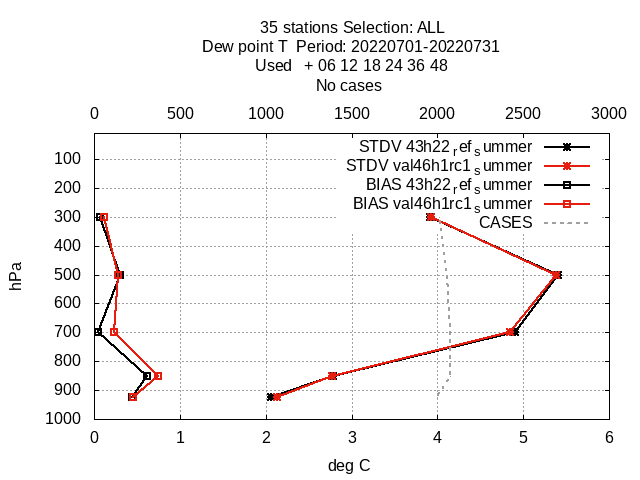 35 stations Selection: ALL
Dew point T  Period: 20220701-20220731
Used   + 06 12 18 24 36 48
No cases
0 500 1000 1500 2000 2500 3000
STDV 43h22_ref_summer
STDV val46h1rc1_summer
BIAS 43h22_ref_summer
BIAS val46h1rc1_summer
CASES
100
200
300
400
500
600
700
800
900
1000
hPa
0 1 2 3 4 5 6
deg C